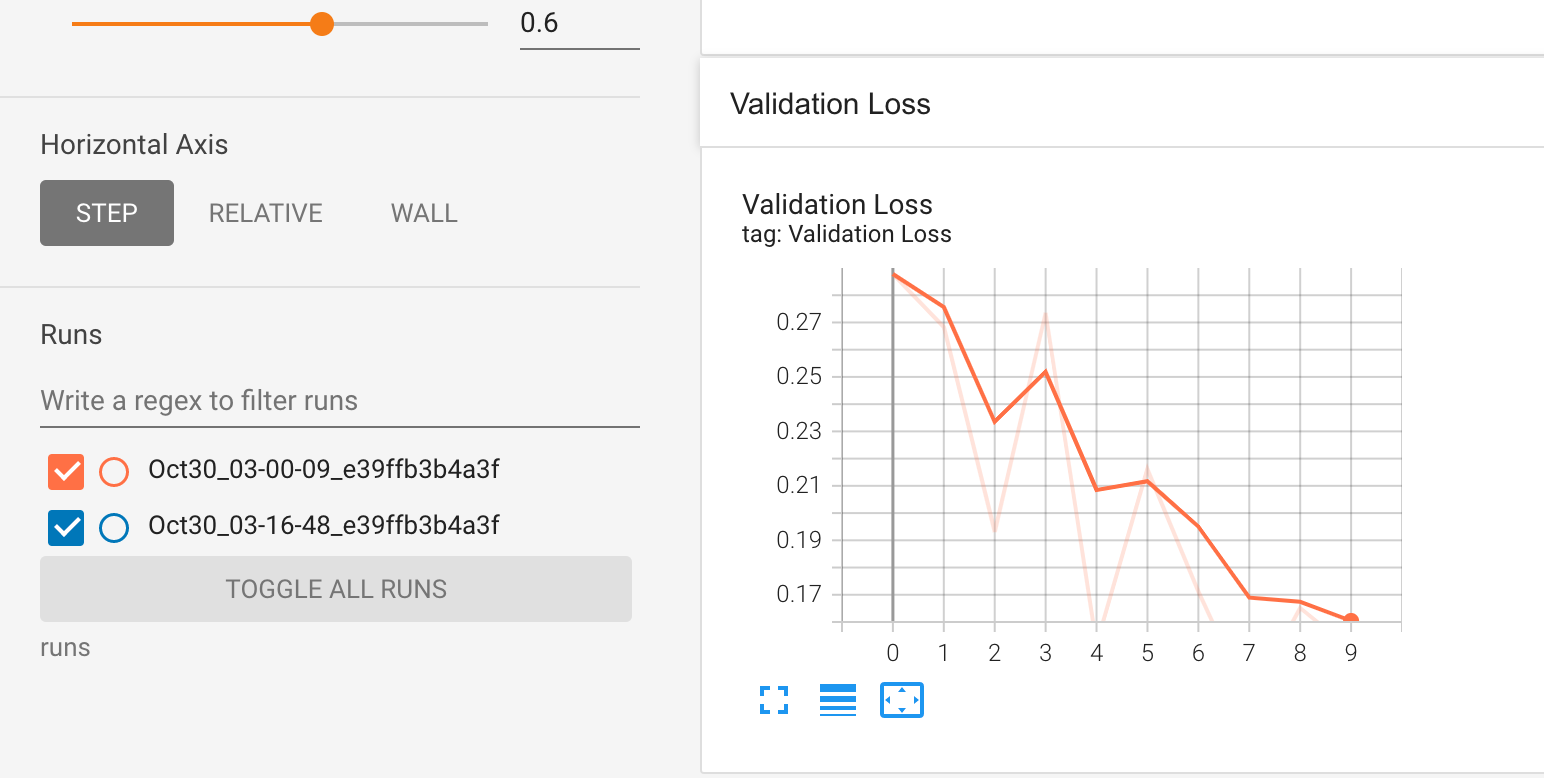 0.6
Horizontal Axis
STEP RELATIVE WALL
Runs
Write a regex to filter runs
Oct30_03-00-09_e39ffb3b4a3f
Oct30_03-16-48_e39ffb3b4a3f
TOGGLE ALL RUNS
runs
Validation Loss
Validation Loss
tag: Validation Loss
0.27
0.25
0.23
0.21
0.19
0.17
0 1 2 3 4 5 6 7 8 9